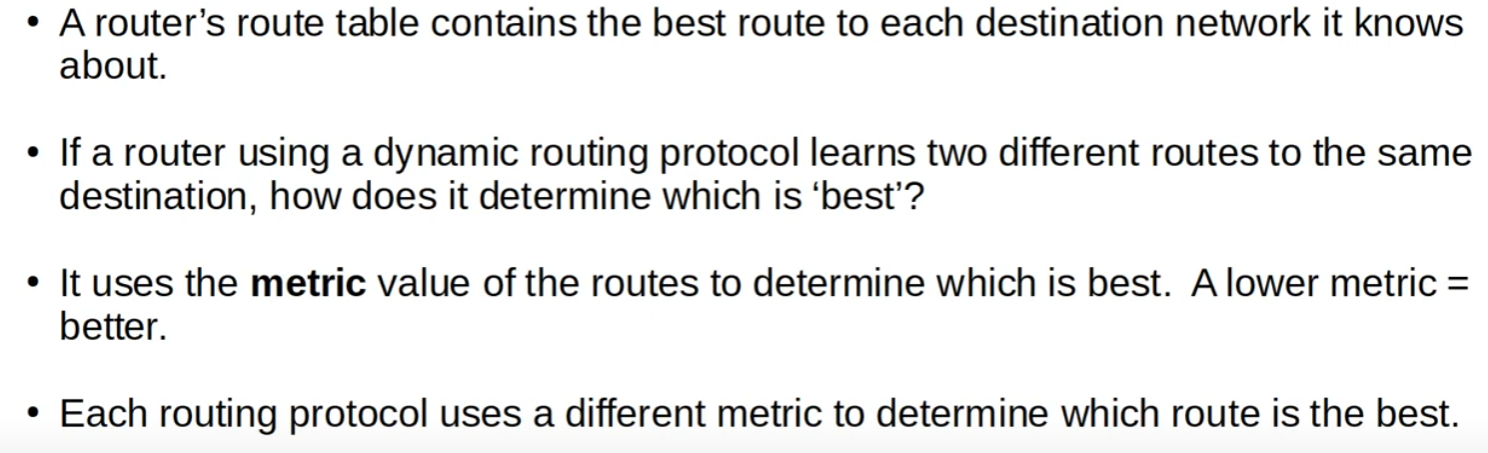 • A router’s route table contains the best route to each destination network it knows
about.
• If a router using a dynamic routing protocol learns two different routes to the same
destination, how does it determine which is ‘best’?
• It uses the metric value of the routes to determine which is best.  A lower metric =
better.
• Each routing protocol uses a different metric to determine which route is the best.